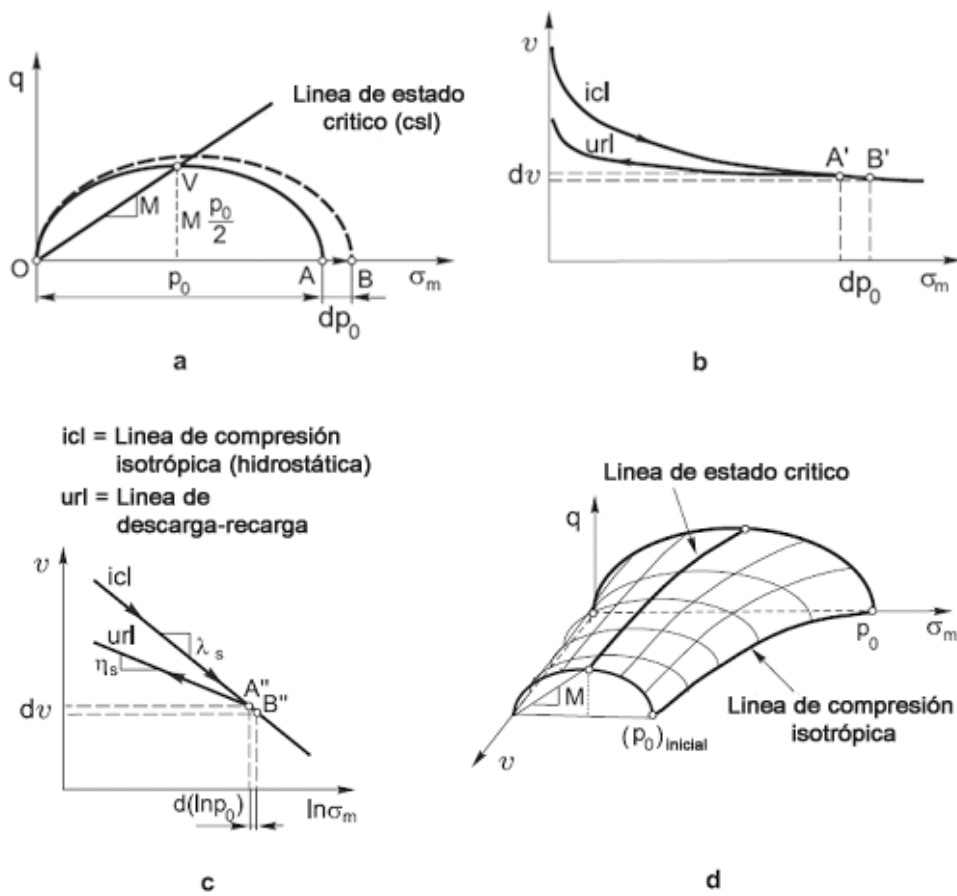 q
Linea de estado
critico (csl)
V
M
M p₀/2
O
A
B
σₘ
p₀
dp₀
a
v
icl
url
A'
B'
dv
dp₀
σₘ
b
icl = Linea de compresión
isotrópica (hidrostática)
url = Linea de
descarga-recarga
v
icl
url
λ s
ηs
A"
B"
dv
d(lnp₀)
lnσₘ
c
Linea de estado critico
q
p₀
σₘ
M
(p₀)inicial
Linea de compresión
isotrópica
v
d